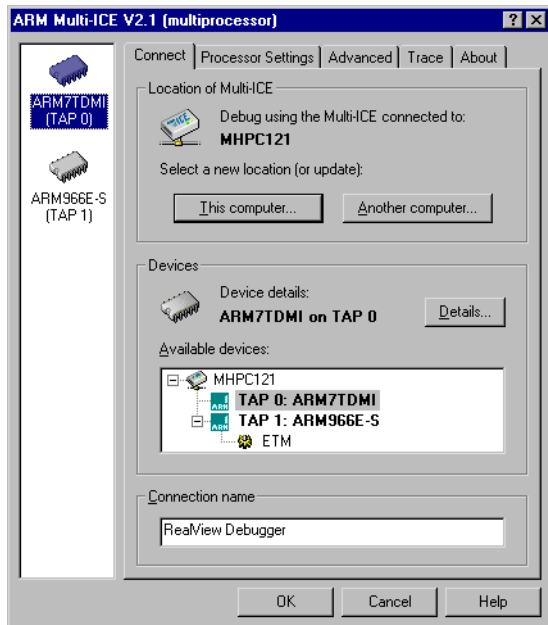 ARM Multi-ICE V2.1 (multiprocessor)
ARM7TDMI
(TAP 0)
ARM966E-S
(TAP 1)
Connect
Processor Settings
Advanced
Trace
About
Location of Multi-ICE
Debug using the Multi-ICE connected to:
MHPC121
Select a new location (or update):
This computer...
Another computer...
Devices
Device details:
ARM7TDMI on TAP 0
Details...
Available devices:
MHPC121
ARM TAP 0: ARM7TDMI
ARM TAP 1: ARM966E-S
ETM
Connection name
RealView Debugger
OK
Cancel
Help